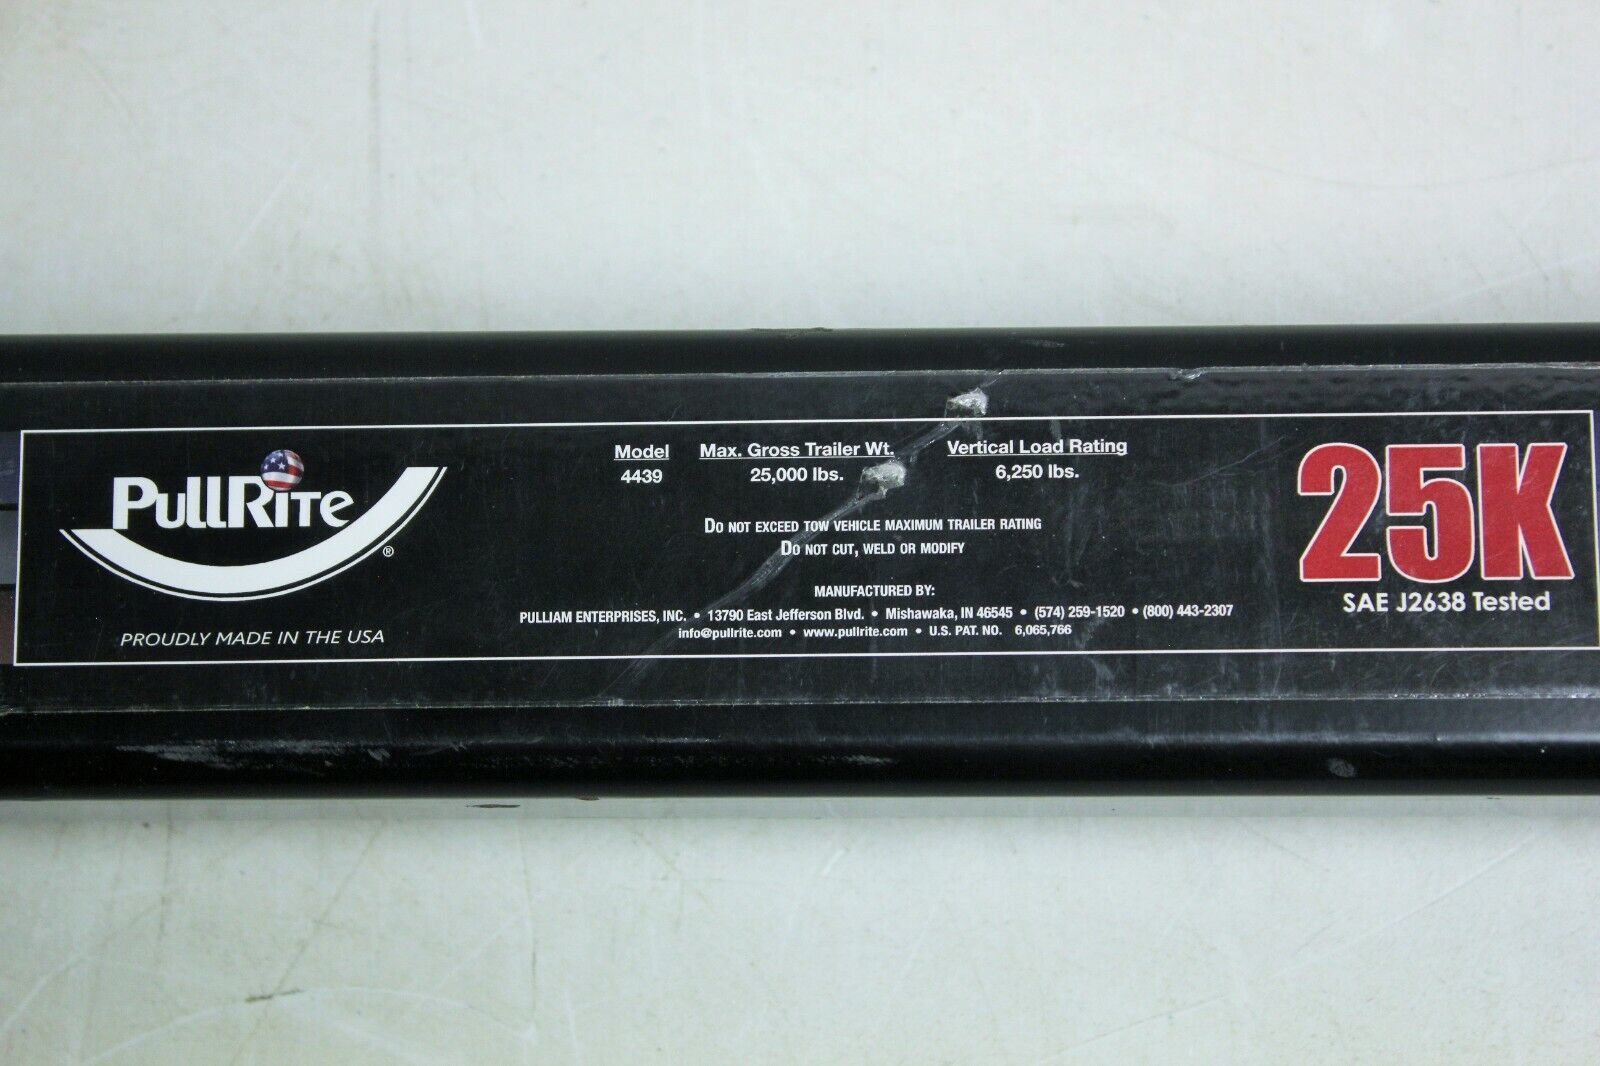 PULLRITE
®
PROUDLY MADE IN THE USA
Model Max. Gross Trailer Wt. Vertical Load Rating
4439 25,000 lbs. 6,250 lbs.
DO NOT EXCEED TOW VEHICLE MAXIMUM TRAILER RATING
DO NOT CUT, WELD OR MODIFY
MANUFACTURED BY:
PULLIAM ENTERPRISES, INC. • 13790 East Jefferson Blvd. • Mishawaka, IN 46545 • (574) 259-1520 • (800) 443-2307
info@pullrite.com • www.pullrite.com • U.S. PAT. NO. 6,065,766
25K
SAE J2638 Tested